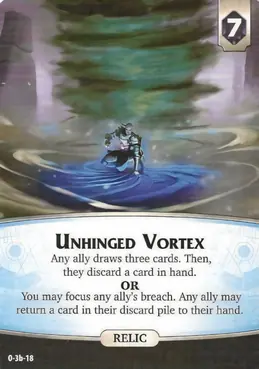 7
UNHINGED VORTEX
Any ally draws three cards. Then,
they discard a card in hand.
OR
You may focus any ally's breach. Any ally may
return a card in their discard pile to their hand.
RELIC
0-3b-18